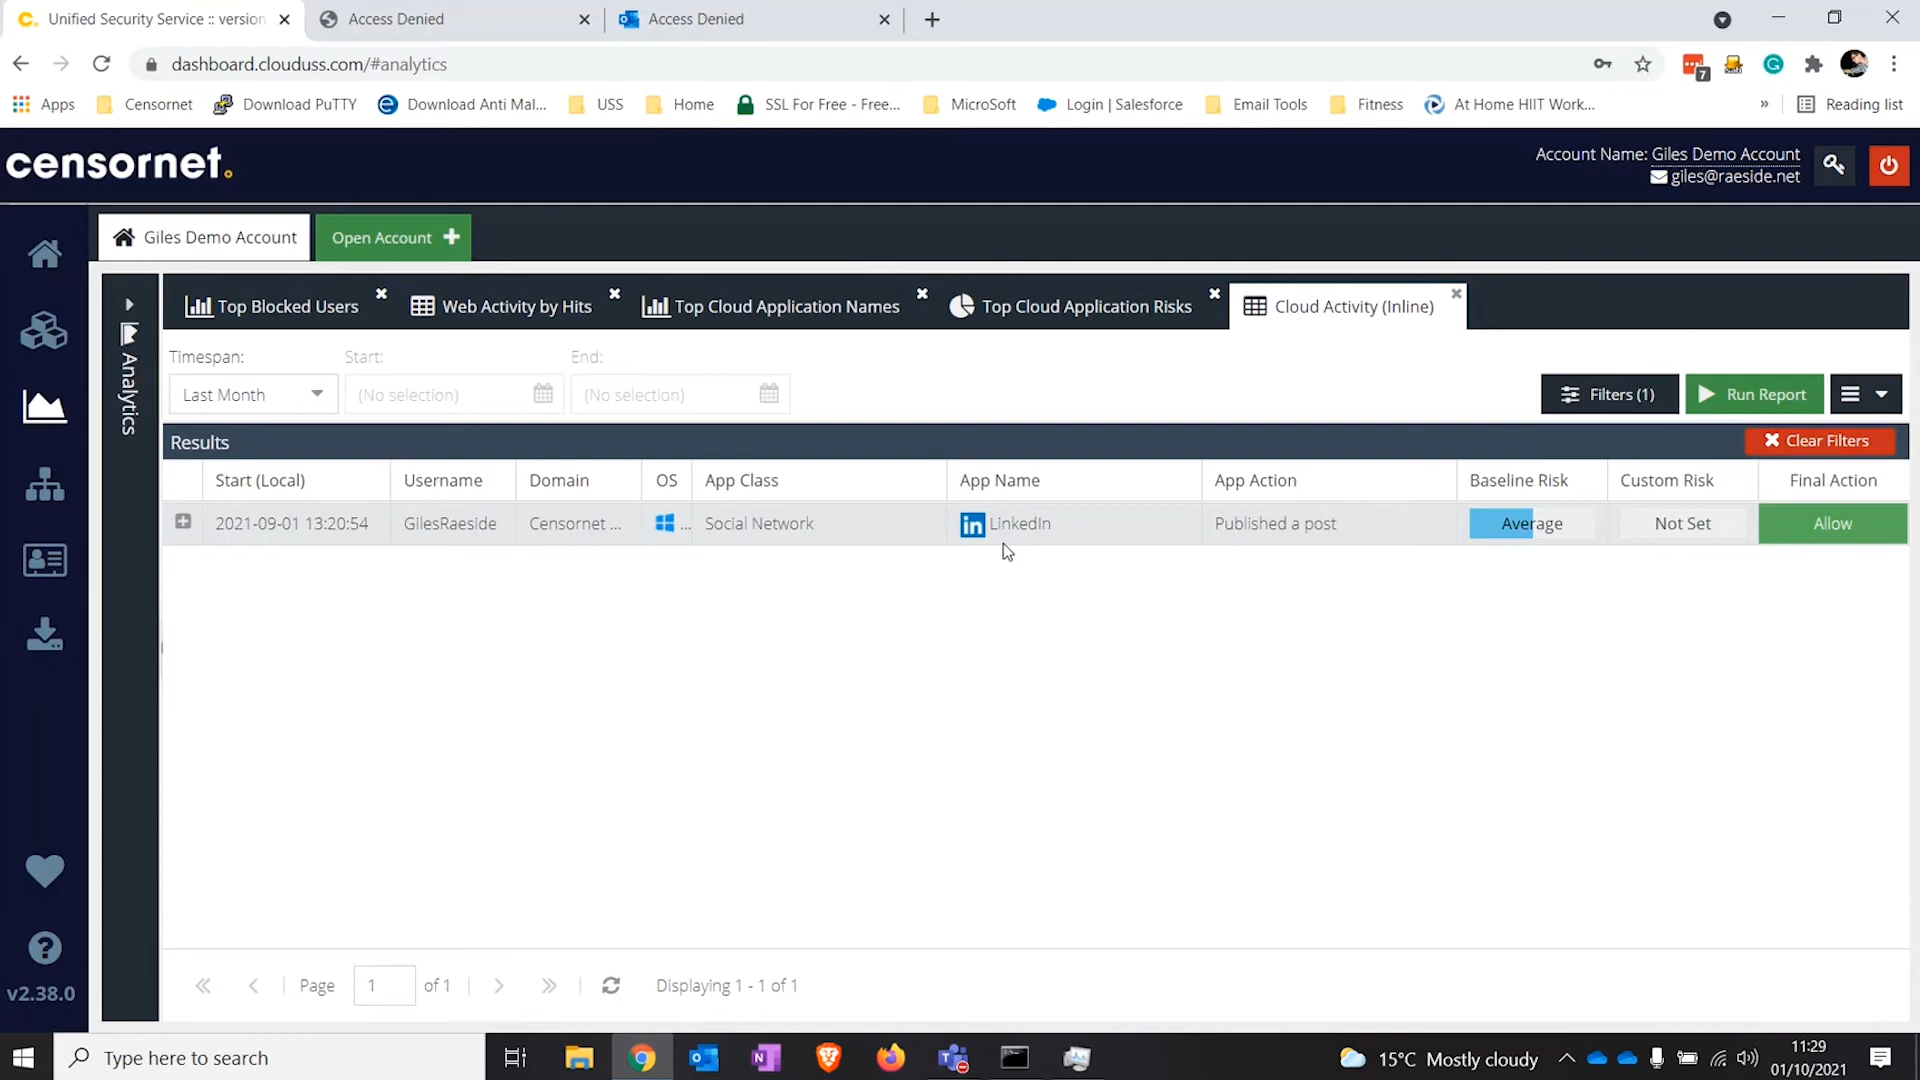 Unified Security Service :: version
Access Denied
Access Denied
dashboard.clouduss.com/#analytics
7
Apps
Censornet
Download PuTTY
Download Anti Mal...
USS
Home
SSL For Free - Free...
MicroSoft
Login | Salesforce
Email Tools
Fitness
At Home HIIT Work...
»
Reading list
censornet.
Account Name: Giles Demo Account
giles@raeside.net
Giles Demo Account
Open Account
Analytics
Top Blocked Users
Web Activity by Hits
Top Cloud Application Names
Top Cloud Application Risks
Cloud Activity (Inline)
Timespan: Start: End:
Last Month (No selection) (No selection)
Filters (1) Run Report
Results Clear Filters
Start (Local) Username Domain OS App Class App Name App Action Baseline Risk Custom Risk Final Action
2021-09-01 13:20:54 GilesRaeside Censornet ... ... Social Network in LinkedIn Published a post Average Not Set Allow
Page 1 of 1 Displaying 1 - 1 of 1
v2.38.0
Type here to search
15°C Mostly cloudy
11:29
01/10/2021